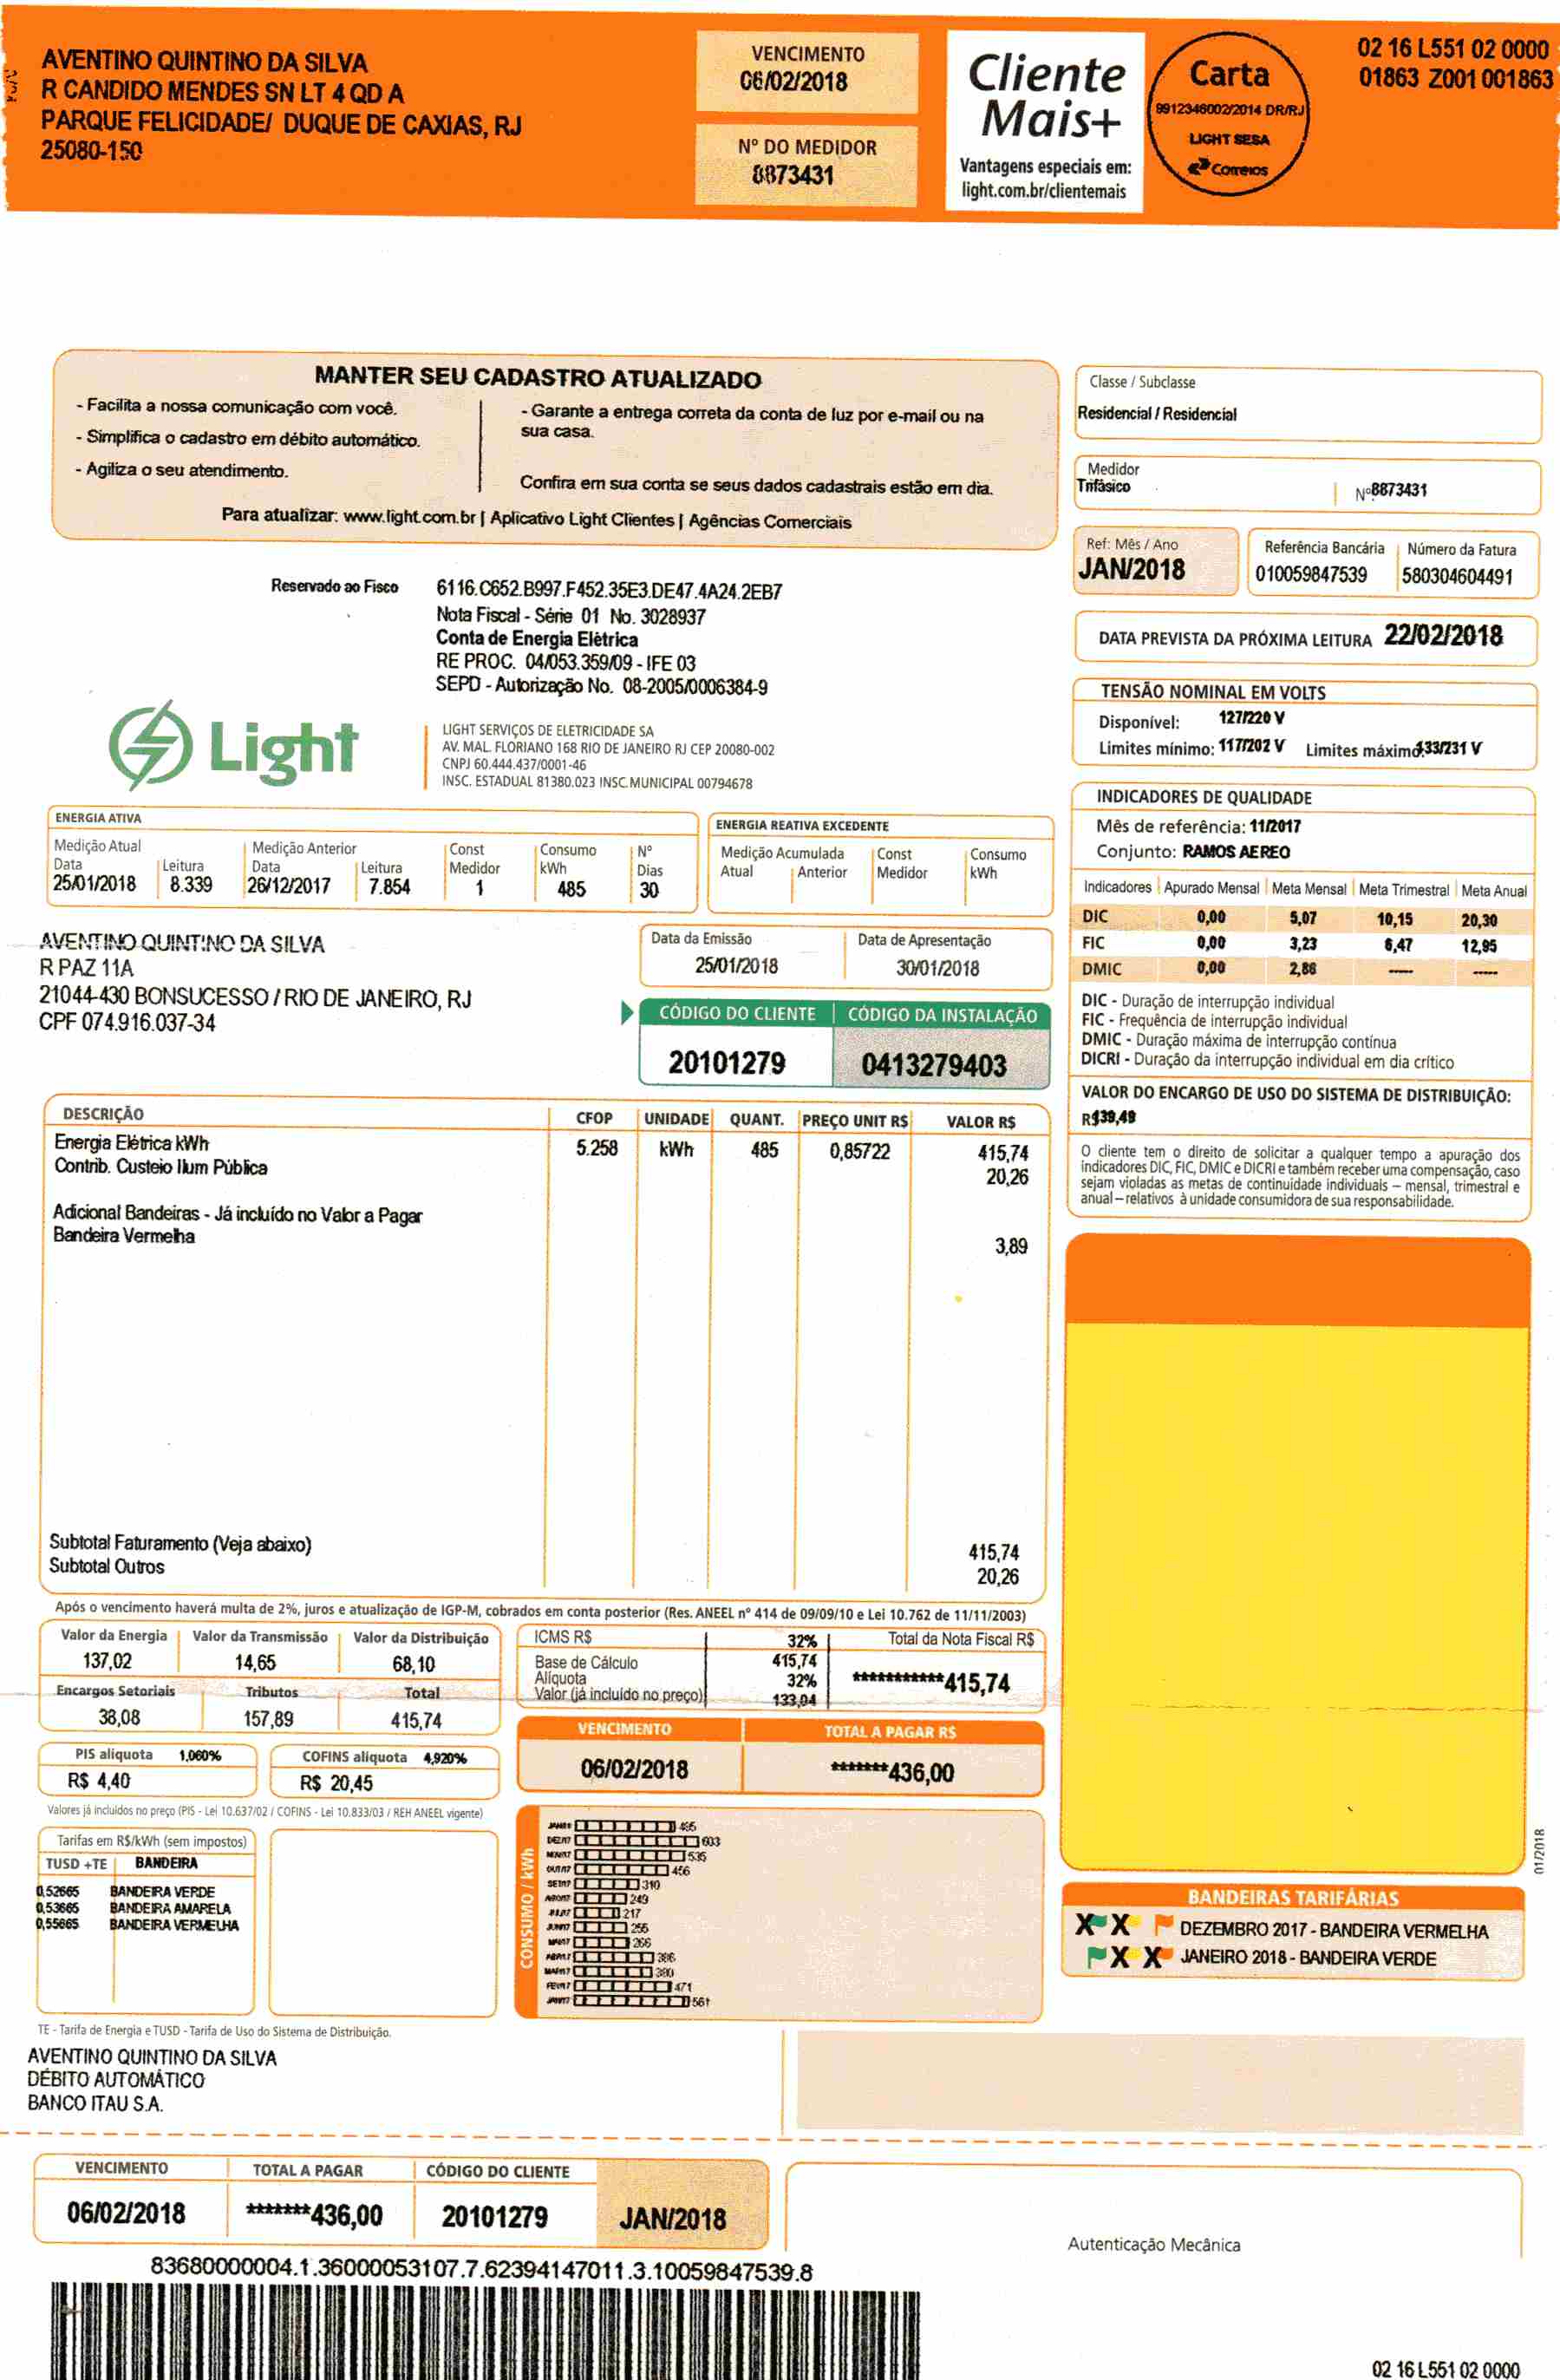 AVENTINO QUINTINO DA SILVA
R CANDIDO MENDES SN LT 4 QD A
PARQUE FELICIDADE/ DUQUE DE CAXIAS, RJ
25080-150
VENCIMENTO
06/02/2018
Nº DO MEDIDOR
8873431
Cliente
Mais+
Vantagens especiais em:
light.com.br/clientemais
Carta
9912346002/2014 DR/RJ
LIGHT SESA
Correios
02 16 L551 02 0000
01863 Z001 001863
MANTER SEU CADASTRO ATUALIZADO
- Facilita a nossa comunicação com você.
- Simplifica o cadastro em débito automático.
- Agiliza o seu atendimento.
- Garante a entrega correta da conta de luz por e-mail ou na
sua casa.
Confira em sua conta se seus dados cadastrais estão em dia.
Para atualizar: www.light.com.br | Aplicativo Light Clientes | Agências Comerciais
Classe / Subclasse
Residencial / Residencial
Medidor
Trifásico
Nº 8873431
Ref: Mês / Ano
JAN/2018
Referência Bancária
010059847539
Número da Fatura
580304604491
DATA PREVISTA DA PRÓXIMA LEITURA 22/02/2018
Reservado ao Fisco
6116.C652.B997.F452.35E3.DE47.4A24.2EB7
Nota Fiscal - Série 01 No. 3028937
Conta de Energia Elétrica
RE PROC. 04/053.359/09 - IFE 03
SEPD - Autorização No. 08-2005/0006384-9
Light
LIGHT SERVIÇOS DE ELETRICIDADE SA
AV. MAL. FLORIANO 168 RIO DE JANEIRO RJ CEP 20080-002
CNPJ 60.444.437/0001-46
INSC. ESTADUAL 81380.023 INSC.MUNICIPAL 00794678
TENSÃO NOMINAL EM VOLTS
Disponível: 127/220 V
Limites mínimo: 117/202 V Limites máximo: 133/231 V
INDICADORES DE QUALIDADE
Mês de referência: 11/2017
Conjunto: RAMOS AEREO
Indicadores Apurado Mensal Meta Mensal Meta Trimestral Meta Anual
DIC 0,00 5,07 10,15 20,30
FIC 0,00 3,23 6,47 12,95
DMIC 0,00 2,86 ----- -----
DIC - Duração de interrupção individual
FIC - Frequência de interrupção individual
DMIC - Duração máxima de interrupção contínua
DICRI - Duração da interrupção individual em dia crítico
VALOR DO ENCARGO DE USO DO SISTEMA DE DISTRIBUIÇÃO:
R$39,49
O cliente tem o direito de solicitar a qualquer tempo a apuração dos
indicadores DIC, FIC, DMIC e DICRI e também receber uma compensação, caso
sejam violadas as metas de continuidade individuais – mensal, trimestral e
anual – relativos à unidade consumidora de sua responsabilidade.
ENERGIA ATIVA
Medição Atual
Data
25/01/2018
Leitura
8.339
Medição Anterior
Data
26/12/2017
Leitura
7.854
Const
Medidor
1
Consumo
kWh
485
Nº
Dias
30
ENERGIA REATIVA EXCEDENTE
Medição Acumulada
Atual Anterior
Const
Medidor
Consumo
kWh
AVENTINO QUINTINO DA SILVA
R PAZ 11A
21044-430 BONSUCESSO / RIO DE JANEIRO, RJ
CPF 074.916.037-34
Data da Emissão
25/01/2018
Data de Apresentação
30/01/2018
CÓDIGO DO CLIENTE
20101279
CÓDIGO DA INSTALAÇÃO
0413279403
DESCRIÇÃO CFOP UNIDADE QUANT. PREÇO UNIT R$ VALOR R$
Energia Elétrica kWh 5.258 kWh 485 0,85722 415,74
Contrib. Custeio Ilum Pública 20,26
Adicional Bandeiras - Já incluído no Valor a Pagar
Bandeira Vermelha 3,89
Subtotal Faturamento (Veja abaixo) 415,74
Subtotal Outros 20,26
Após o vencimento haverá multa de 2%, juros e atualização de IGP-M, cobrados em conta posterior (Res. ANEEL nº 414 de 09/09/10 e Lei 10.762 de 11/11/2003)
Valor da Energia Valor da Transmissão Valor da Distribuição
137,02 14,65 68,10
Encargos Setoriais Tributos Total
38,08 157,89 415,74
ICMS R$ 32%
Base de Cálculo 415,74
Alíquota 32%
Valor (já incluído no preço) 133,04
Total da Nota Fiscal R$
***********415,74
VENCIMENTO
06/02/2018
TOTAL A PAGAR R$
*******436,00
PIS alíquota 1,060%
R$ 4,40
COFINS alíquota 4,920%
R$ 20,45
Valores já incluídos no preço (PIS - Lei 10.637/02 / COFINS - Lei 10.833/03 / REH ANEEL vigente)
Tarifas em R$/kWh (sem impostos)
TUSD +TE BANDEIRA
0,52665 BANDEIRA VERDE
0,53665 BANDEIRA AMARELA
0,55665 BANDEIRA VERMELHA
CONSUMO / kWh
JAN/18 485
DEZ/17 603
NOV/17 535
OUT/17 456
SET/17 310
AGO/17 249
JUL/17 217
JUN/17 255
MAI/17 266
ABR/17 386
MAR/17 380
FEV/17 471
JAN/17 561
01/2018
BANDEIRAS TARIFÁRIAS
X X DEZEMBRO 2017 - BANDEIRA VERMELHA
X X JANEIRO 2018 - BANDEIRA VERDE
TE - Tarifa de Energia e TUSD - Tarifa de Uso do Sistema de Distribuição.
AVENTINO QUINTINO DA SILVA
DÉBITO AUTOMÁTICO
BANCO ITAU S.A.
VENCIMENTO
06/02/2018
TOTAL A PAGAR
*******436,00
CÓDIGO DO CLIENTE
20101279
JAN/2018
Autenticação Mecânica
83680000004.1.36000053107.7.62394147011.3.10059847539.8
02 16 L551 02 0000